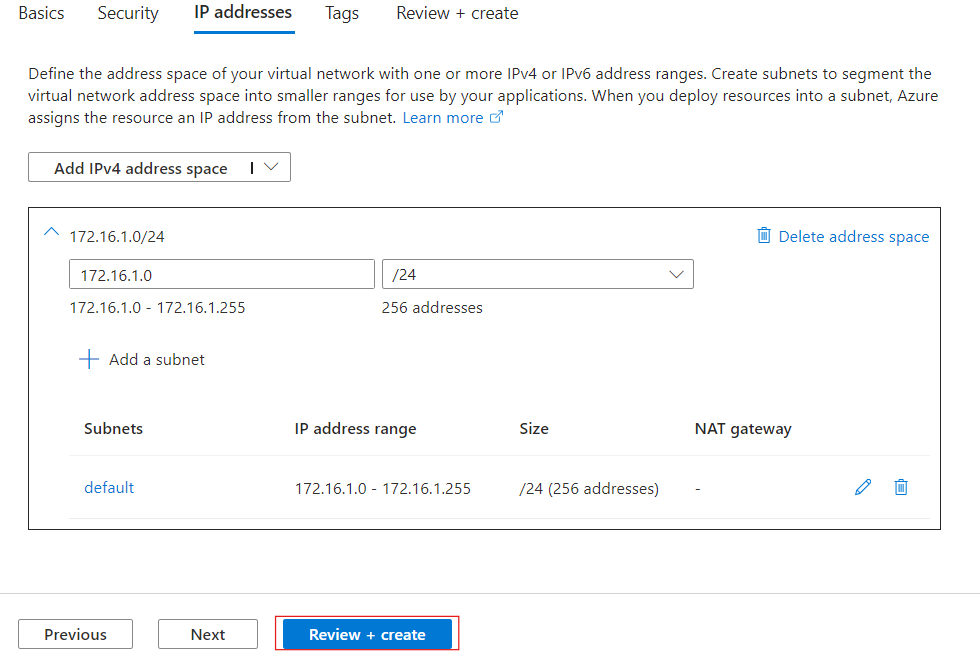 Basics Security IP addresses Tags Review + create
Define the address space of your virtual network with one or more IPv4 or IPv6 address ranges. Create subnets to segment the
virtual network address space into smaller ranges for use by your applications. When you deploy resources into a subnet, Azure
assigns the resource an IP address from the subnet. Learn more
Add IPv4 address space
172.16.1.0/24 Delete address space
172.16.1.0 /24
172.16.1.0 - 172.16.1.255 256 addresses
Add a subnet
Subnets IP address range Size NAT gateway
default 172.16.1.0 - 172.16.1.255 /24 (256 addresses) -
Previous Next Review + create